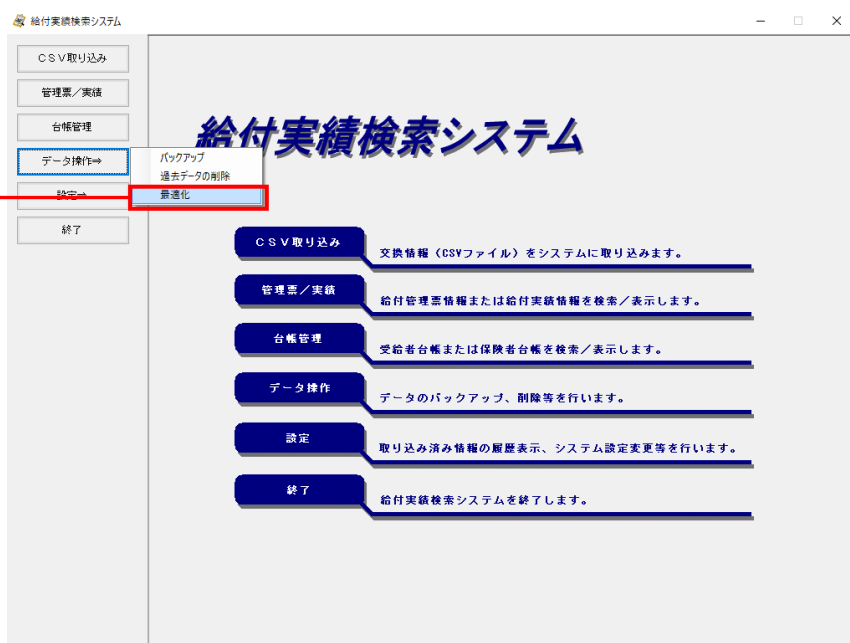 給付実績検索システム
CSV取り込み
管理票／実績
台帳管理
データ操作⇒
設定⇒
終了
バックアップ
過去データの削除
最適化
給付実績検索システム
CSV取り込み
交換情報（CSVファイル）をシステムに取り込みます。
管理票／実績
給付管理票情報または給付実績情報を検索／表示します。
台帳管理
受給者台帳または保険者台帳を検索／表示します。
データ操作
データのバックアップ、削除等を行います。
設定
取り込み済み情報の履歴表示、システム設定変更等を行います。
終了
給付実績検索システムを終了します。